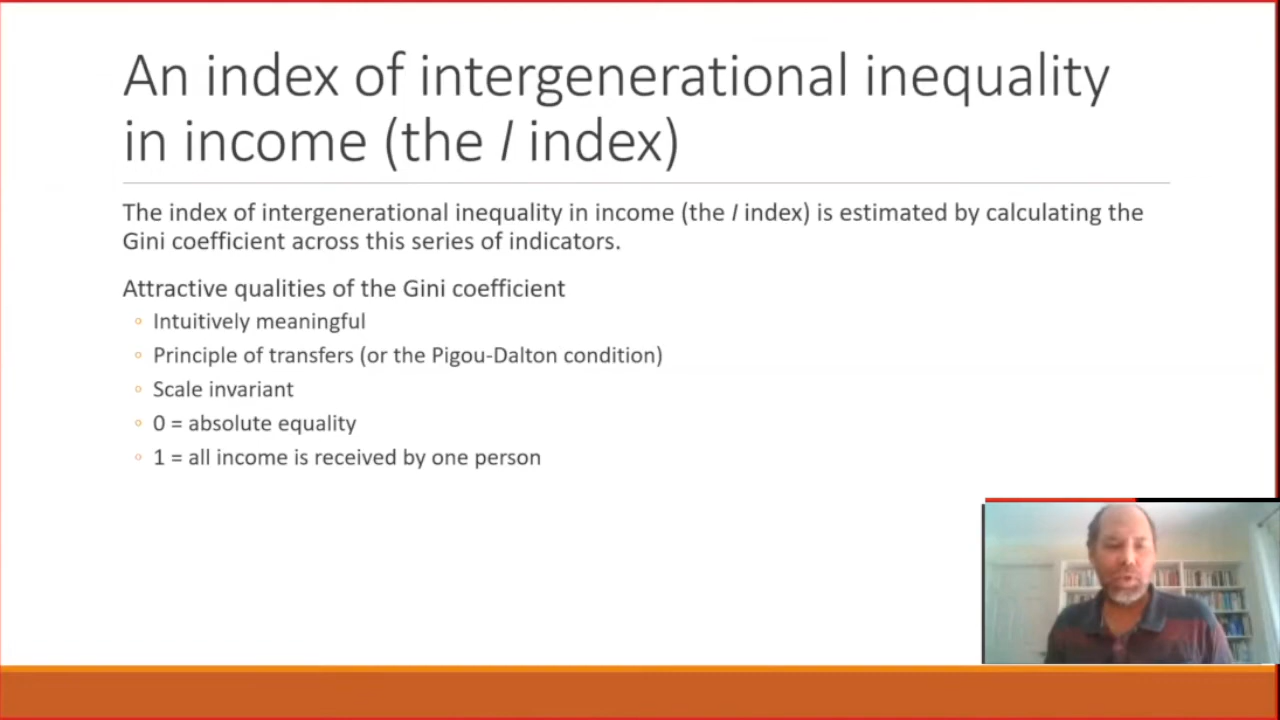 An index of intergenerational inequality
in income (the I index)
The index of intergenerational inequality in income (the I index) is estimated by calculating the
Gini coefficient across this series of indicators.
Attractive qualities of the Gini coefficient
◦ Intuitively meaningful
◦ Principle of transfers (or the Pigou-Dalton condition)
◦ Scale invariant
◦ 0 = absolute equality
◦ 1 = all income is received by one person